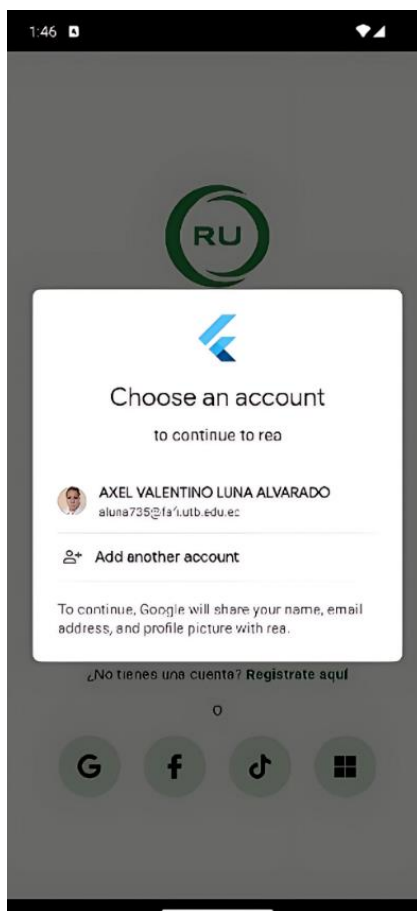 1:46
RU
Choose an account
to continue to rea
AXEL VALENTINO LUNA ALVARADO
Add another account
To continue, Google will share your name, email
address, and profile picture with rea.
¿No tienes una cuenta? Registrate aquí
O